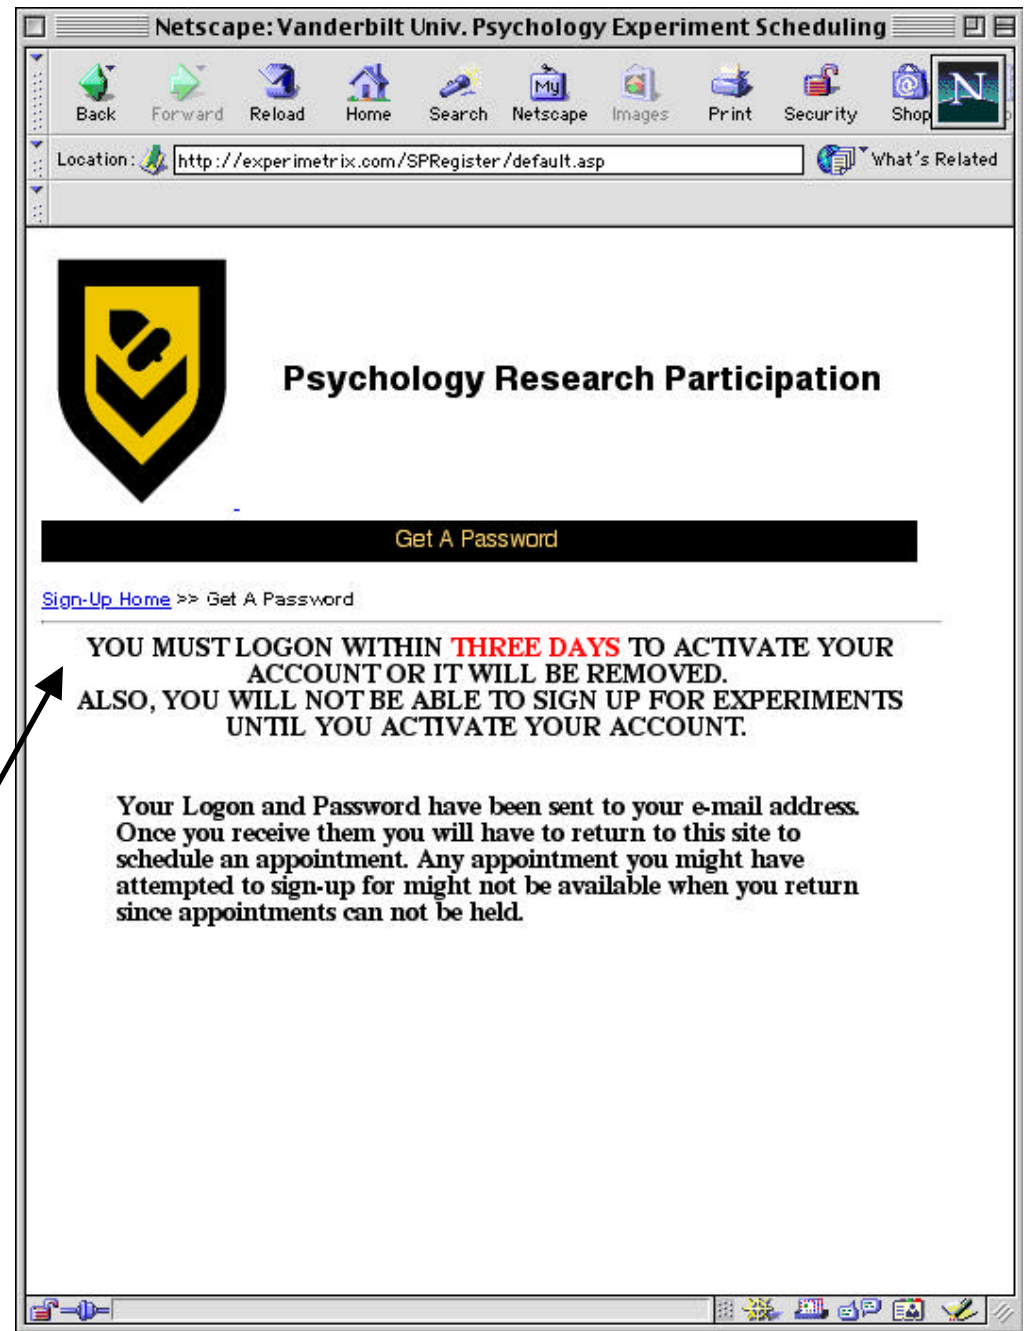 Netscape: Vanderbilt Univ. Psychology Experiment Scheduling
Back Forward Reload Home Search Netscape Images Print Security Shop
My
N
Location: http://experimetrix.com/SPRegister/default.asp What's Related
Psychology Research Participation
Get A Password
Sign-Up Home >> Get A Password
YOU MUST LOGON WITHIN THREE DAYS TO ACTIVATE YOUR
ACCOUNT OR IT WILL BE REMOVED.
ALSO, YOU WILL NOT BE ABLE TO SIGN UP FOR EXPERIMENTS
UNTIL YOU ACTIVATE YOUR ACCOUNT.
Your Logon and Password have been sent to your e-mail address.
Once you receive them you will have to return to this site to
schedule an appointment. Any appointment you might have
attempted to sign-up for might not be available when you return
since appointments can not be held.